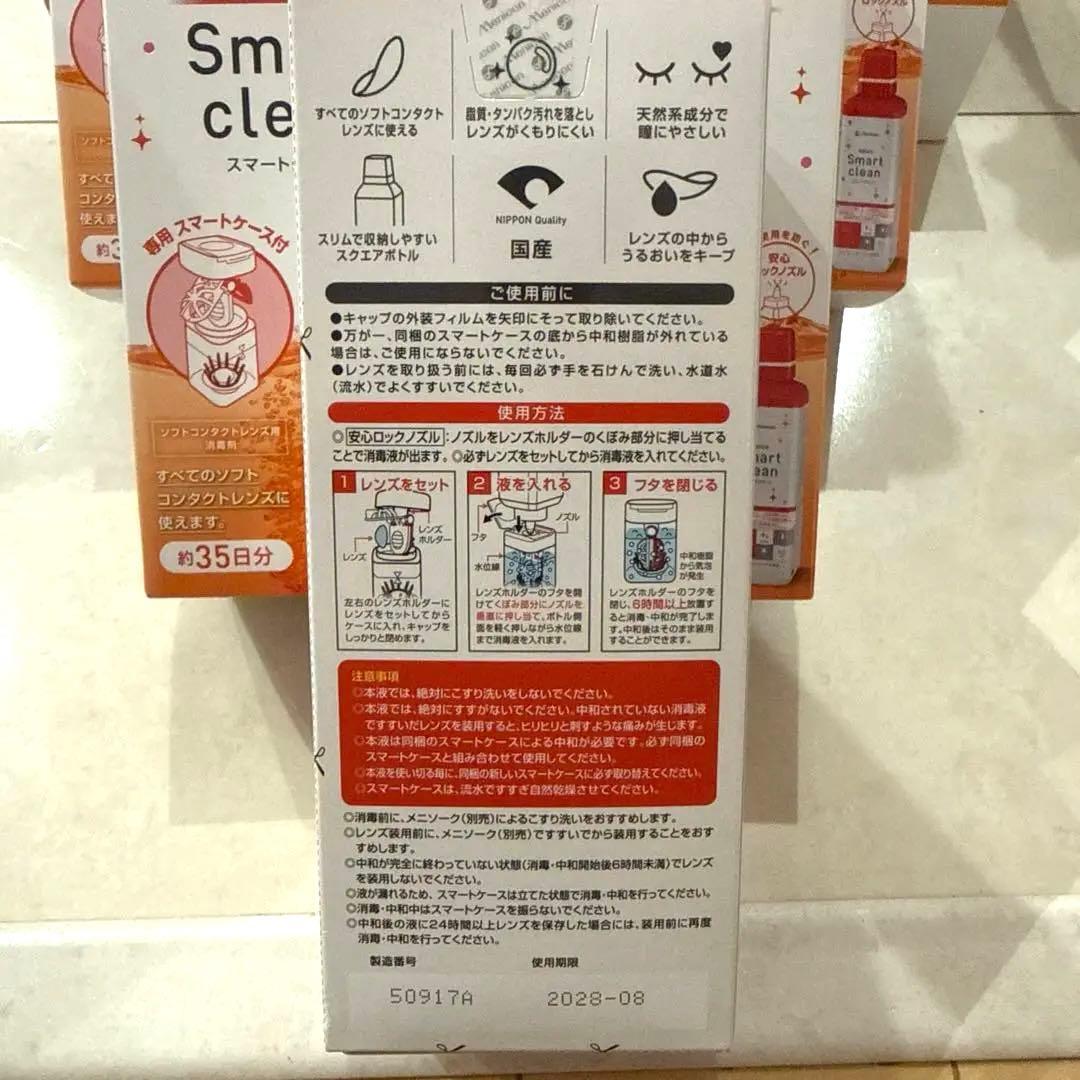 Sm
cle
スマート
専用 スマートケース付
ソフトコンタクトレンズ用
消毒剤
すべてのソフト
コンタクトレンズに
使えます。
約35日分
Menicon
すべてのソフトコンタクト
レンズに使える
脂質・タンパク汚れを落とし
レンズがくもりにくい
天然系成分で
瞳にやさしい
スリムで収納しやすい
スクエアボトル
NIPPON Quality
国産
レンズの中から
うるおいをキープ
ご使用前に
●キャップの外装フィルムを矢印にそって取り除いてください。
●万が一、同梱のスマートケースの底から中和樹脂が外れている
場合は、ご使用にならないでください。
●レンズを取り扱う前には、毎回必ず手を石けんで洗い、水道水
(流水)でよくすすいでください。
使用方法
◎安心ロックノズル:ノズルをレンズホルダーのくぼみ部分に押し当てる
ことで消毒液が出ます。◎必ずレンズをセットしてから消毒液を入れてください。
1 レンズをセット
レンズ
ホルダー
レンズ
左右のレンズホルダーに
レンズをセットしてから
ケースに入れ、キャップを
しっかりと閉めます。
2 液を入れる
ノズル
フタ
水位線
レンズホルダーのフタを開
けてくぼみ部分にノズルを
垂直に押し当て、ボトル側
面を軽く押しながら水位線
まで消毒液を入れます。
3 フタを閉じる
中和樹脂
から気泡
が発生
レンズホルダーのフタを
閉じ、6時間以上放置す
ると消毒・中和が完了しま
す。中和後はそのまま装用
することができます。
注意事項
◎本液では、絶対にこすり洗いをしないでください。
◎本液では、絶対にすすがないでください。中和されていない消毒液
ですすいだレンズを装用すると、ヒリヒリと刺すような痛みが生じます。
◎本液は同梱のスマートケースによる中和が必要です。必ず同梱の
スマートケースと組み合わせて使用してください。
◎本液を使い切る毎に、同梱の新しいスマートケースに必ず取り替えてください。
◎スマートケースは、流水ですすぎ自然乾燥させてください。
◎消毒前に、メニソーク(別売)によるこすり洗いをおすすめします。
◎レンズ装用前に、メニソーク(別売)ですすいでから装用することをおす
すめします。
◎中和が完全に終わっていない状態(消毒・中和開始後6時間未満)でレンズ
を装用しないでください。
◎液が漏れるため、スマートケースは立てた状態で消毒・中和を行ってください。
◎消毒・中和中はスマートケースを振らないでください。
◎中和後の液に24時間以上レンズを保存した場合には、装用前に再度
消毒・中和を行ってください。
製造番号
使用期限
50917A
2028-08
Smart
clean
安心
ックノズル